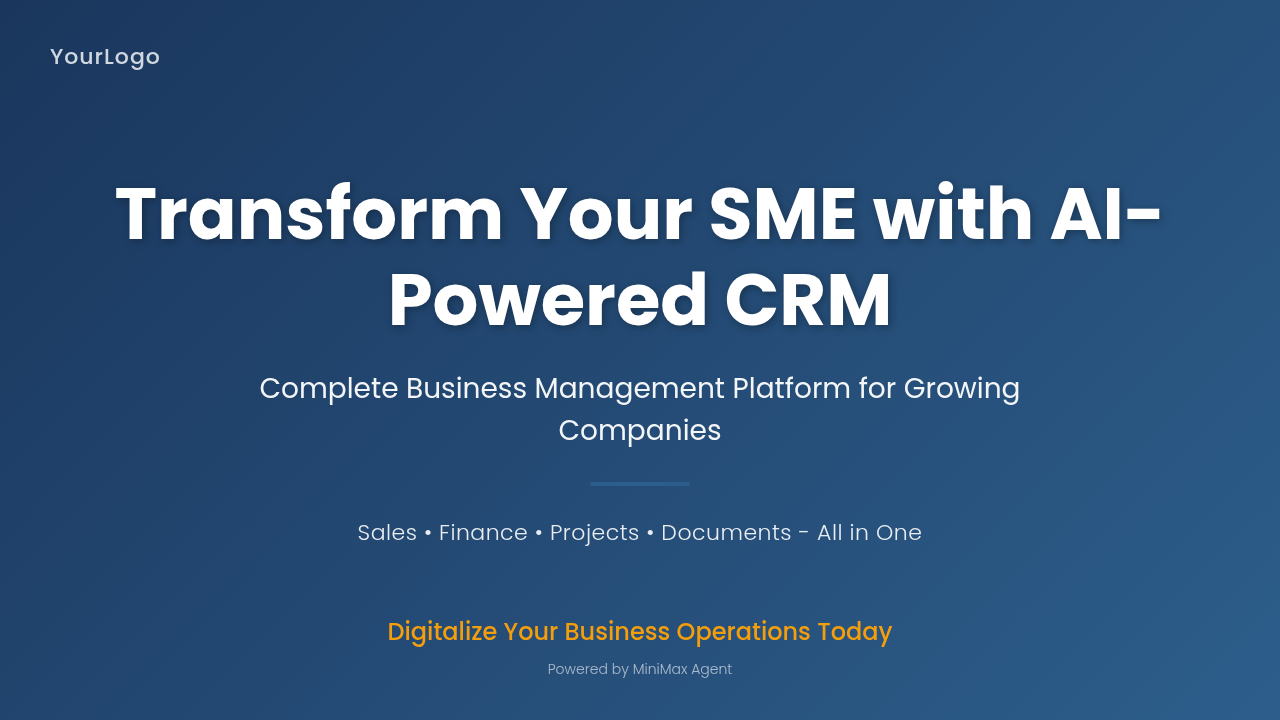 YourLogo
Transform Your SME with AI-
Powered CRM
Complete Business Management Platform for Growing
Companies
Sales • Finance • Projects • Documents - All in One
Digitalize Your Business Operations Today
Powered by MiniMax Agent